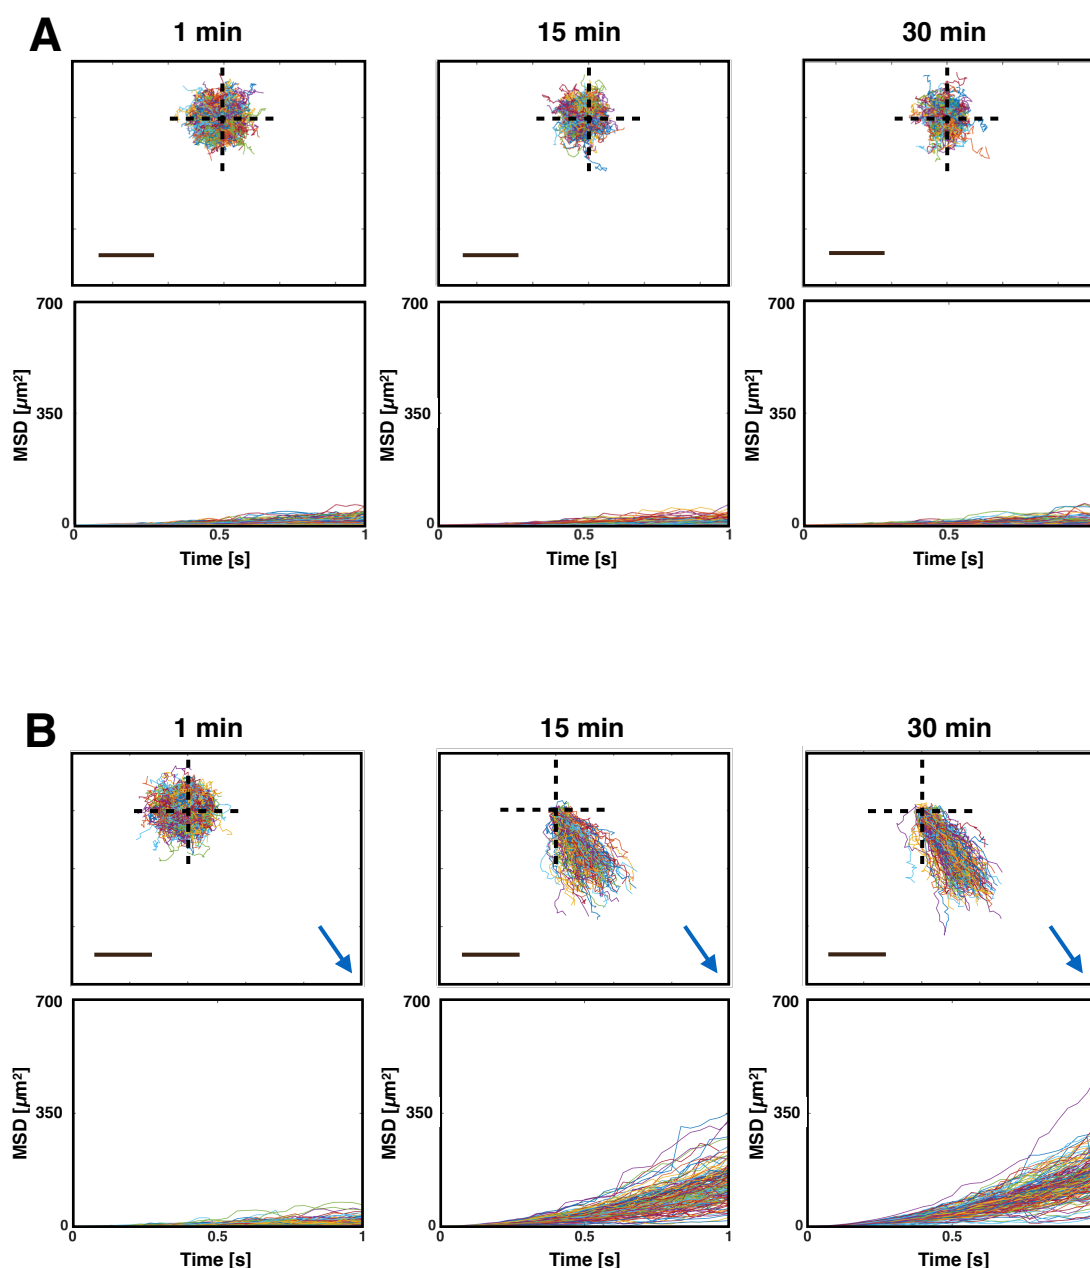 A
1 min 15 min 30 min
700 700 700
MSD [µm²] MSD [µm²] MSD [µm²]
350 350 350
0 0 0
0 0.5 1 0 0.5 1 0 0.5
Time [s] Time [s] Time [s]
B
1 min 15 min 30 min
700 700 700
MSD [µm²] MSD [µm²] MSD [µm²]
350 350 350
0 0 0
0 0.5 1 0 0.5 1 0 0.5
Time [s] Time [s] Time [s]